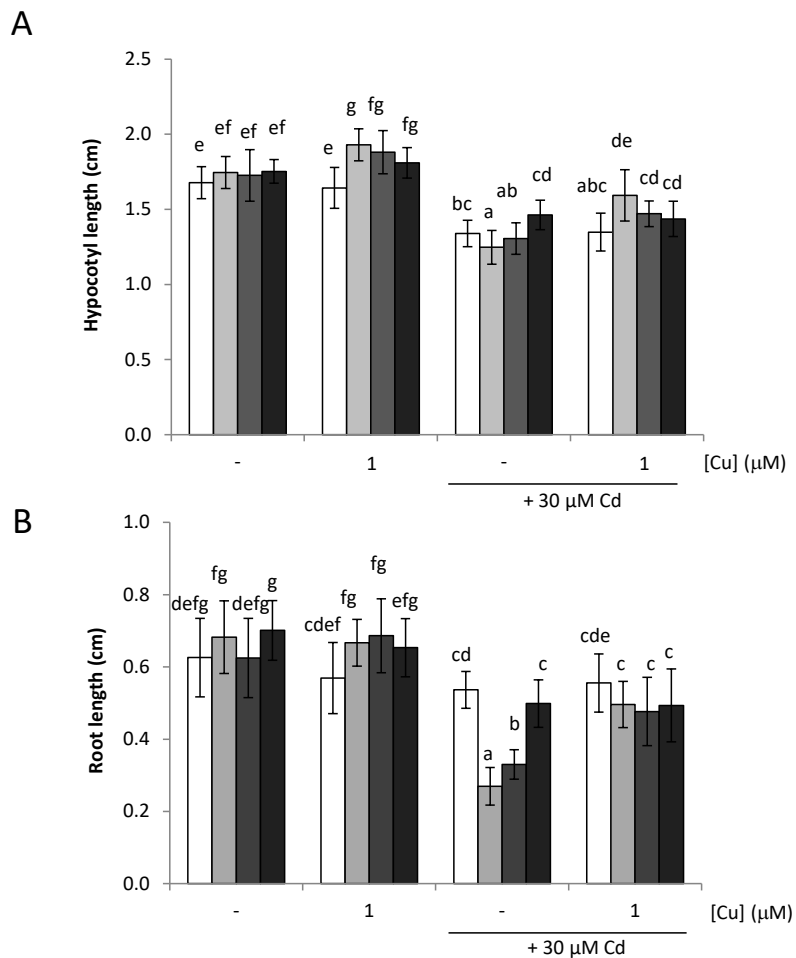 A
Hypocotyl length (cm)
2.5
2.0
1.5
1.0
0.5
0.0
e ef ef ef
e g fg fg
bc a ab cd
abc de cd cd
- 1 - 1 [Cu] (μM)
+ 30 μM Cd
B
Root length (cm)
1.0
0.8
0.6
0.4
0.2
0.0
defg fg defg g
cdef fg fg efg
cd a b c
cde c c c
- 1 - 1 [Cu] (μM)
+ 30 μM Cd